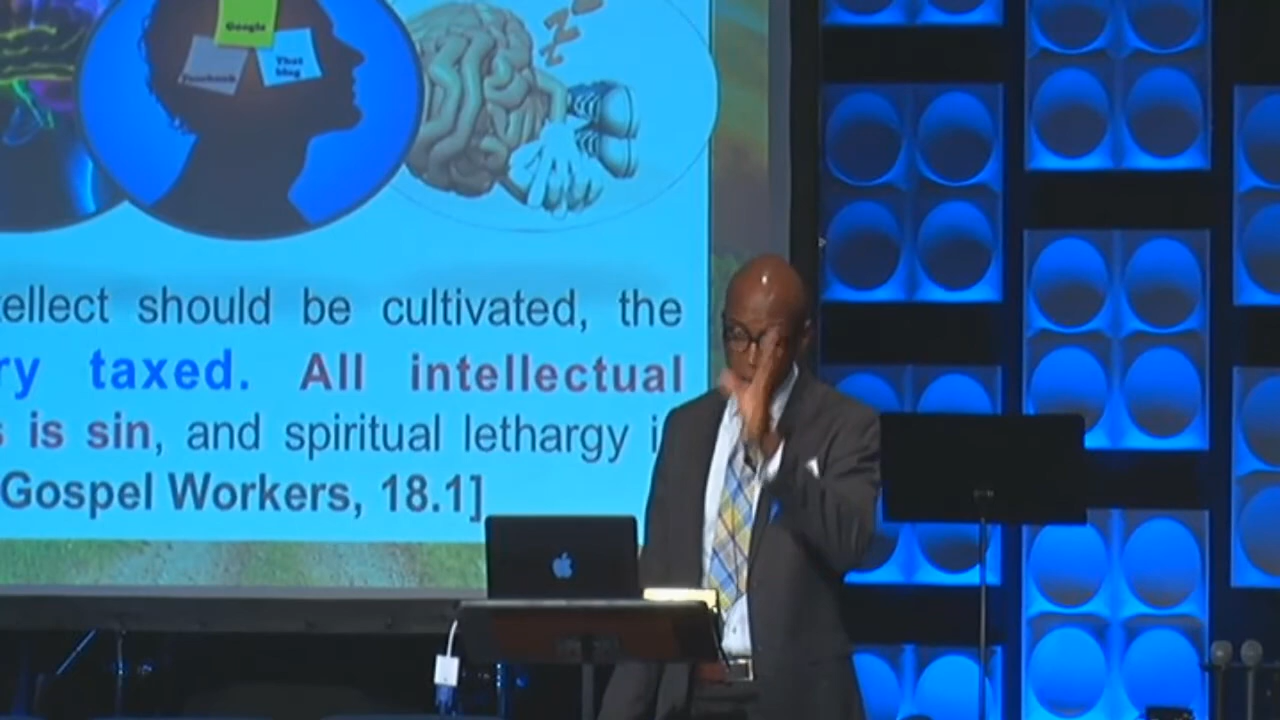 Google
Facebook
That
blog
ellect should be cultivated, the
ry taxed. All intellectual
s is sin, and spiritual lethargy i
Gospel Workers, 18.1]